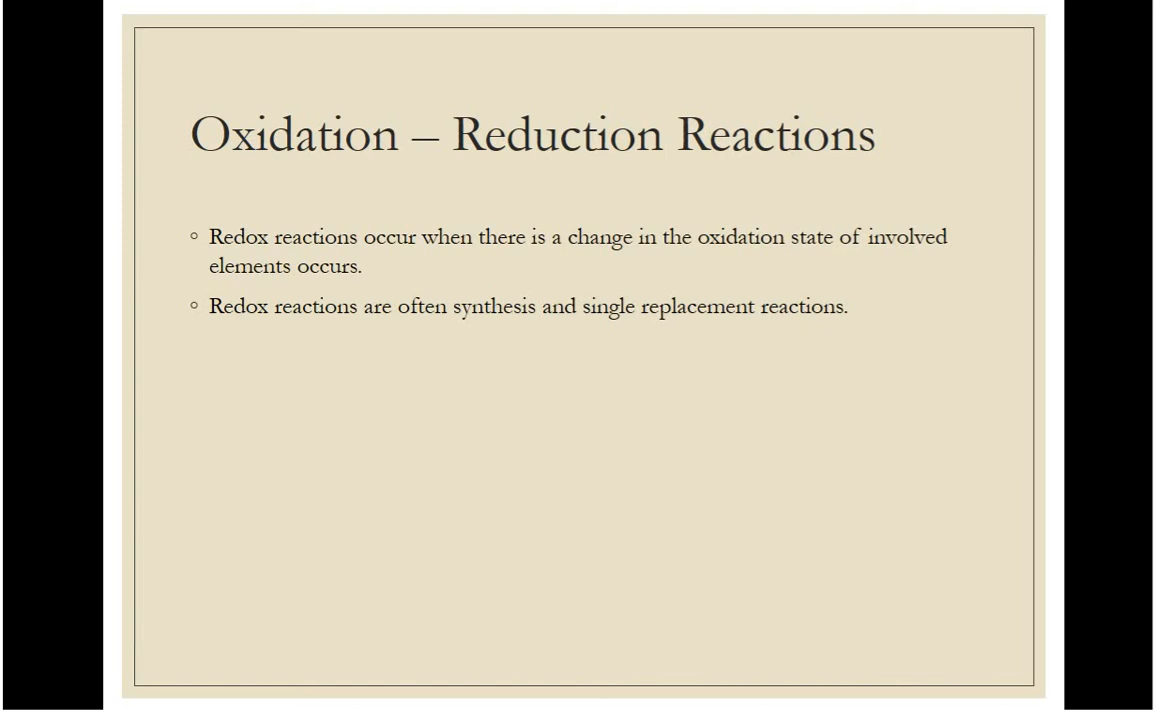 Oxidation – Reduction Reactions
◦ Redox reactions occur when there is a change in the oxidation state of involved
elements occurs.
◦ Redox reactions are often synthesis and single replacement reactions.